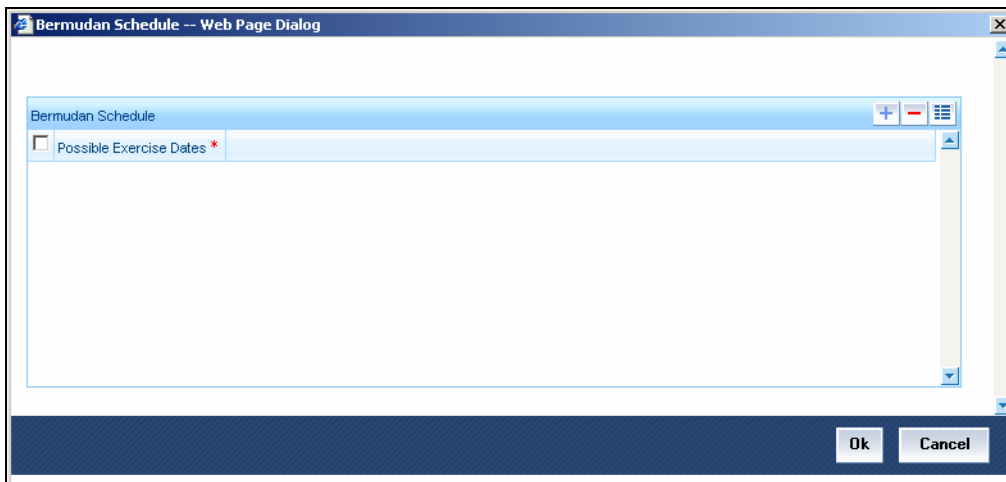 Bermudan Schedule -- Web Page Dialog
Bermudan Schedule
Possible Exercise Dates *
Ok Cancel